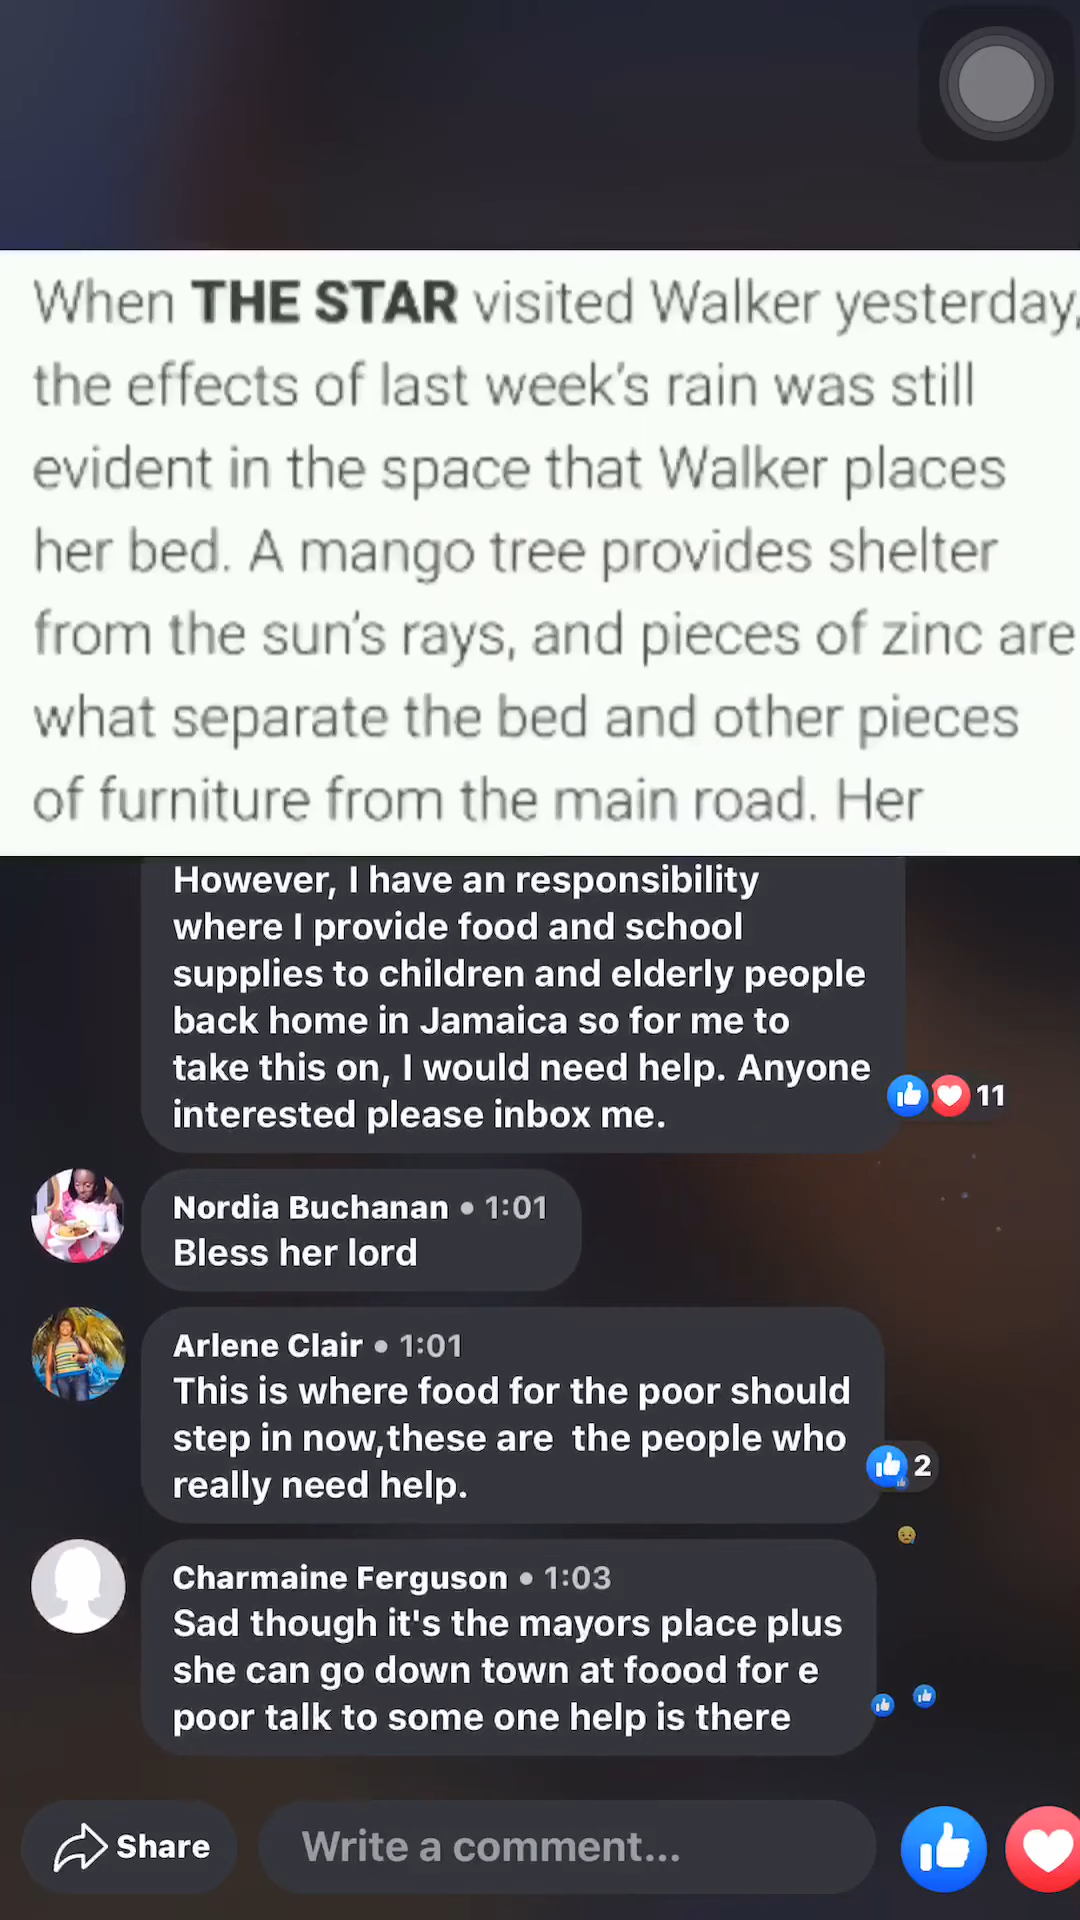 When THE STAR visited Walker yesterday,
the effects of last week's rain was still
evident in the space that Walker places
her bed. A mango tree provides shelter
from the sun's rays, and pieces of zinc are
what separate the bed and other pieces
of furniture from the main road. Her
However, I have an responsibility
where I provide food and school
supplies to children and elderly people
back home in Jamaica so for me to
take this on, I would need help. Anyone
interested please inbox me.
11
Nordia Buchanan • 1:01
Bless her lord
Arlene Clair • 1:01
This is where food for the poor should
step in now,these are  the people who
really need help.
2
Charmaine Ferguson • 1:03
Sad though it's the mayors place plus
she can go down town at foood for e
poor talk to some one help is there
Share
Write a comment...